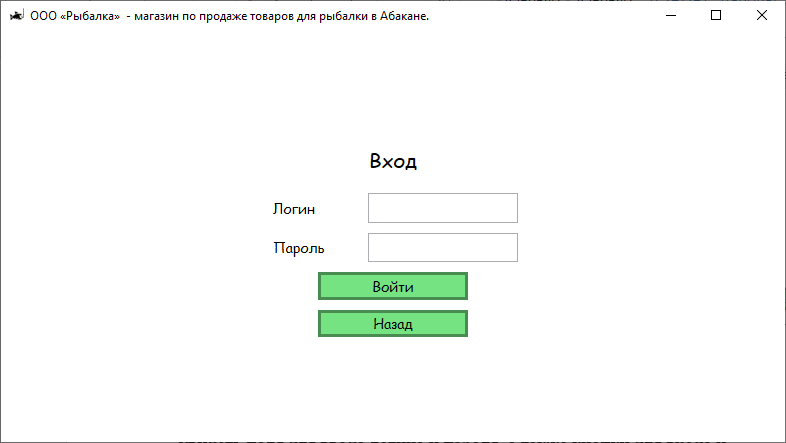 ООО «Рыбалка» - магазин по продаже товаров для рыбалки в Абакане.
Вход
Логин
Пароль
Войти
Назад